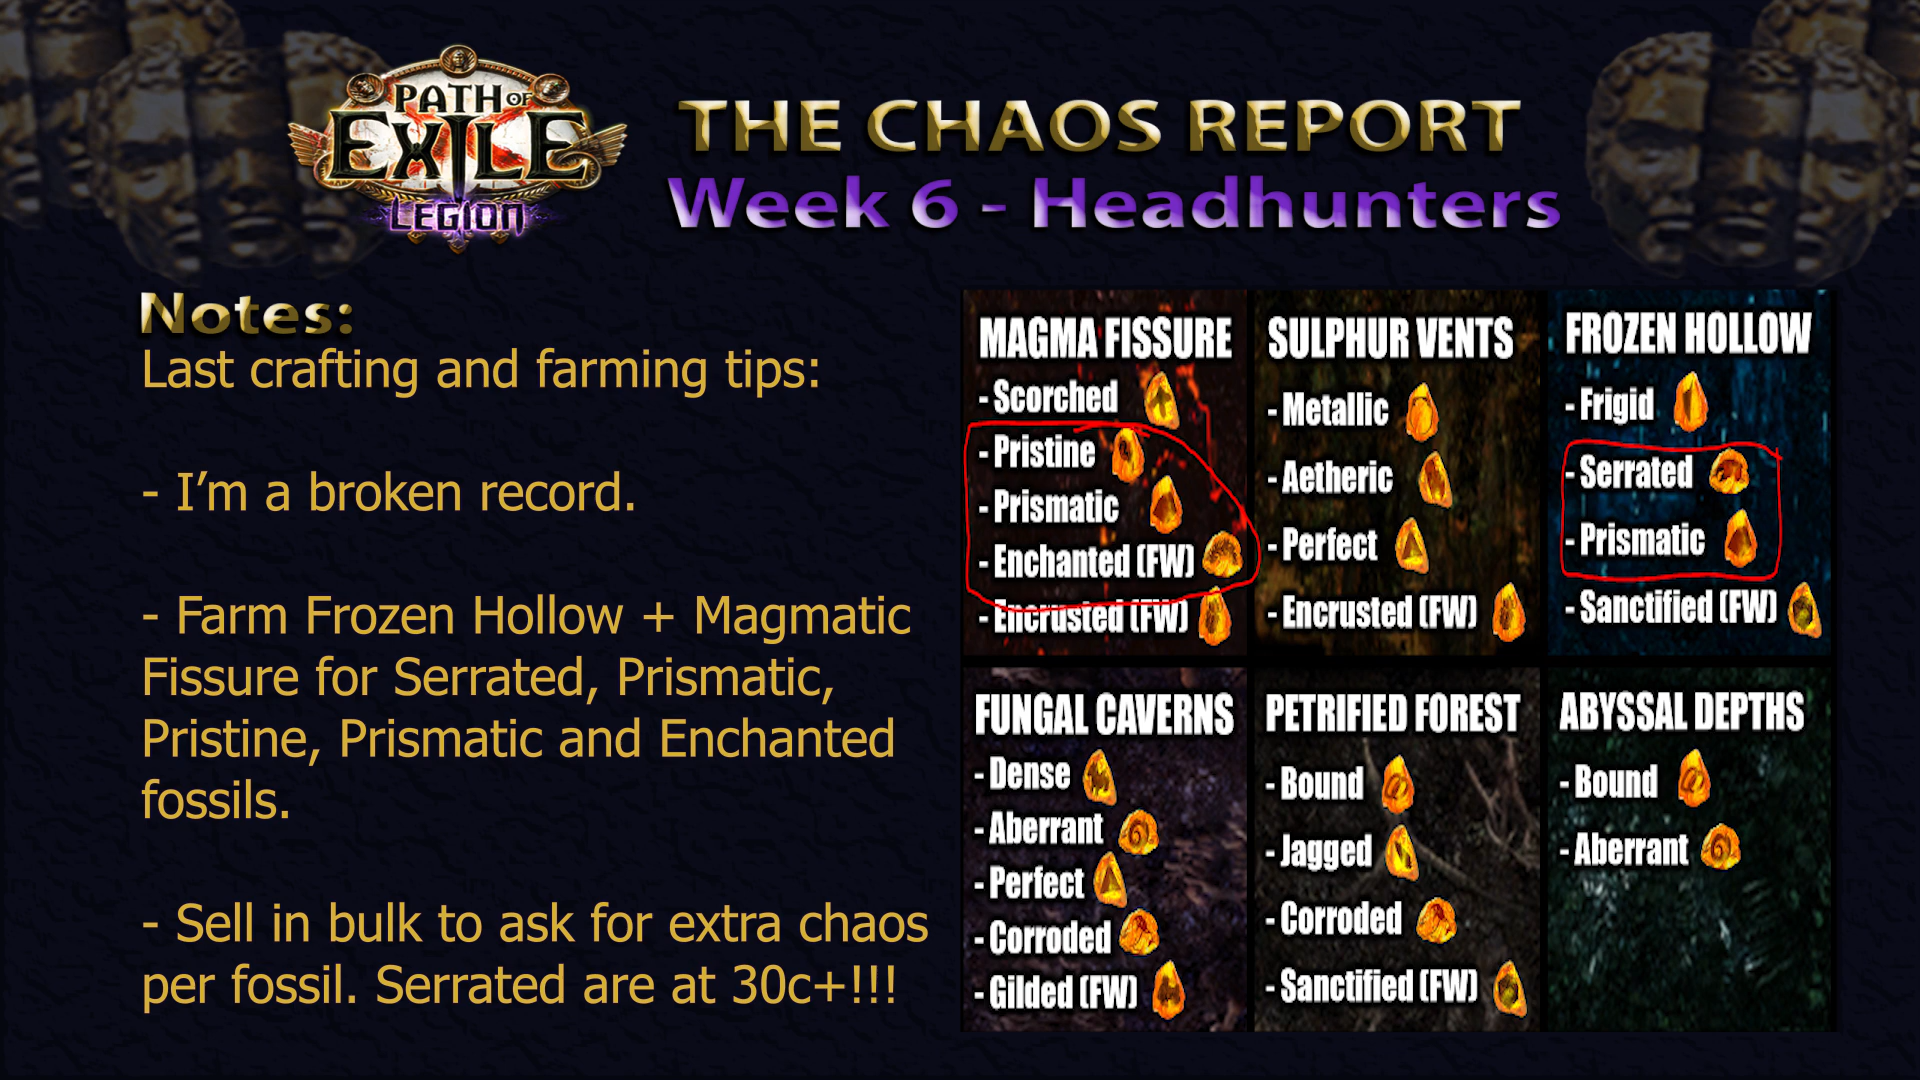 PATH OF
EXILE
LEGION
THE CHAOS REPORT
Week 6 - Headhunters
Notes:
Last crafting and farming tips:
- I’m a broken record.
- Farm Frozen Hollow + Magmatic
Fissure for Serrated, Prismatic,
Pristine, Prismatic and Enchanted
fossils.
- Sell in bulk to ask for extra chaos
per fossil. Serrated are at 30c+!!!
MAGMA FISSURE
- Scorched
- Pristine
- Prismatic
- Enchanted (FW)
- Encrusted (FW)
SULPHUR VENTS
- Metallic
- Aetheric
- Perfect
- Encrusted (FW)
FROZEN HOLLOW
- Frigid
- Serrated
- Prismatic
- Sanctified (FW)
FUNGAL CAVERNS
- Dense
- Aberrant
- Perfect
- Corroded
- Gilded (FW)
PETRIFIED FOREST
- Bound
- Jagged
- Corroded
- Sanctified (FW)
ABYSSAL DEPTHS
- Bound
- Aberrant